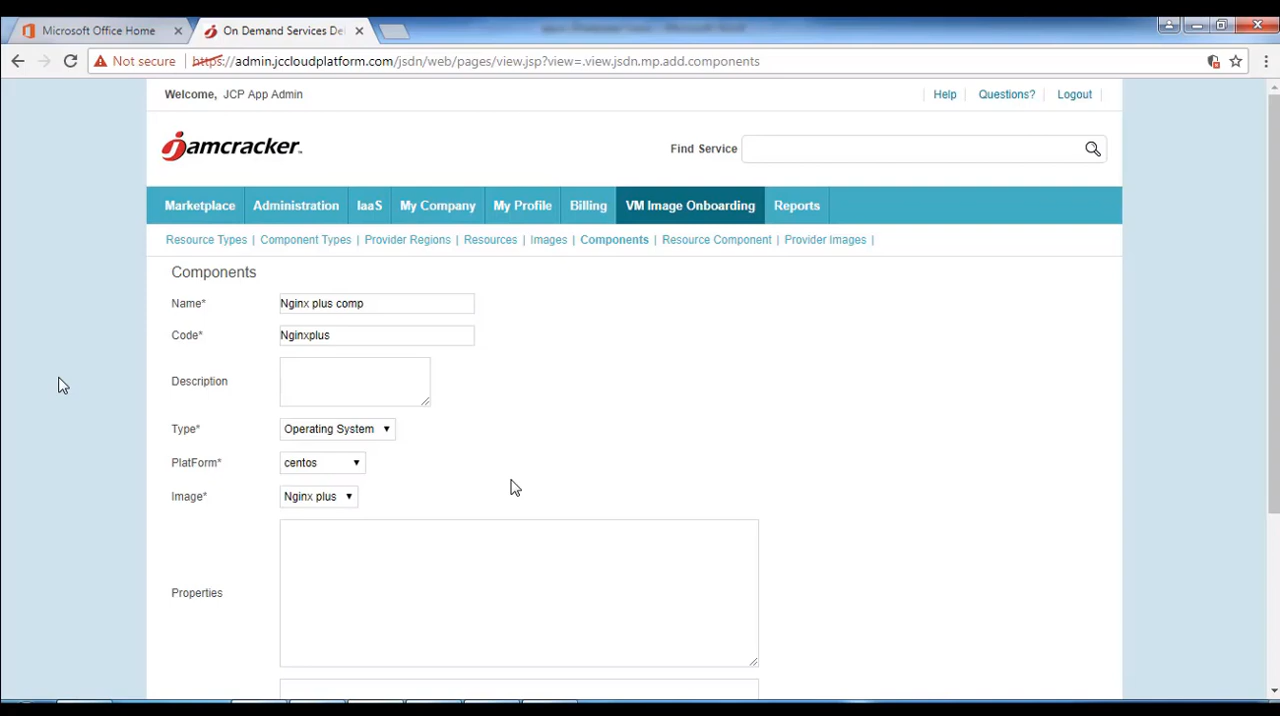 Microsoft Office Home
On Demand Services De
Not secure
https://admin.jccloudplatform.com/jsdn/web/pages/view.jsp?view=.view.jsdn.mp.add.components
Welcome, JCP App Admin
Help | Questions? | Logout |
jamcracker
Find Service
Marketplace Administration IaaS My Company My Profile Billing VM Image Onboarding Reports
Resource Types | Component Types | Provider Regions | Resources | Images | Components | Resource Component | Provider Images |
Components
Name* Nginx plus comp
Code* Nginxplus
Description
Type* Operating System
PlatForm* centos
Image* Nginx plus
Properties